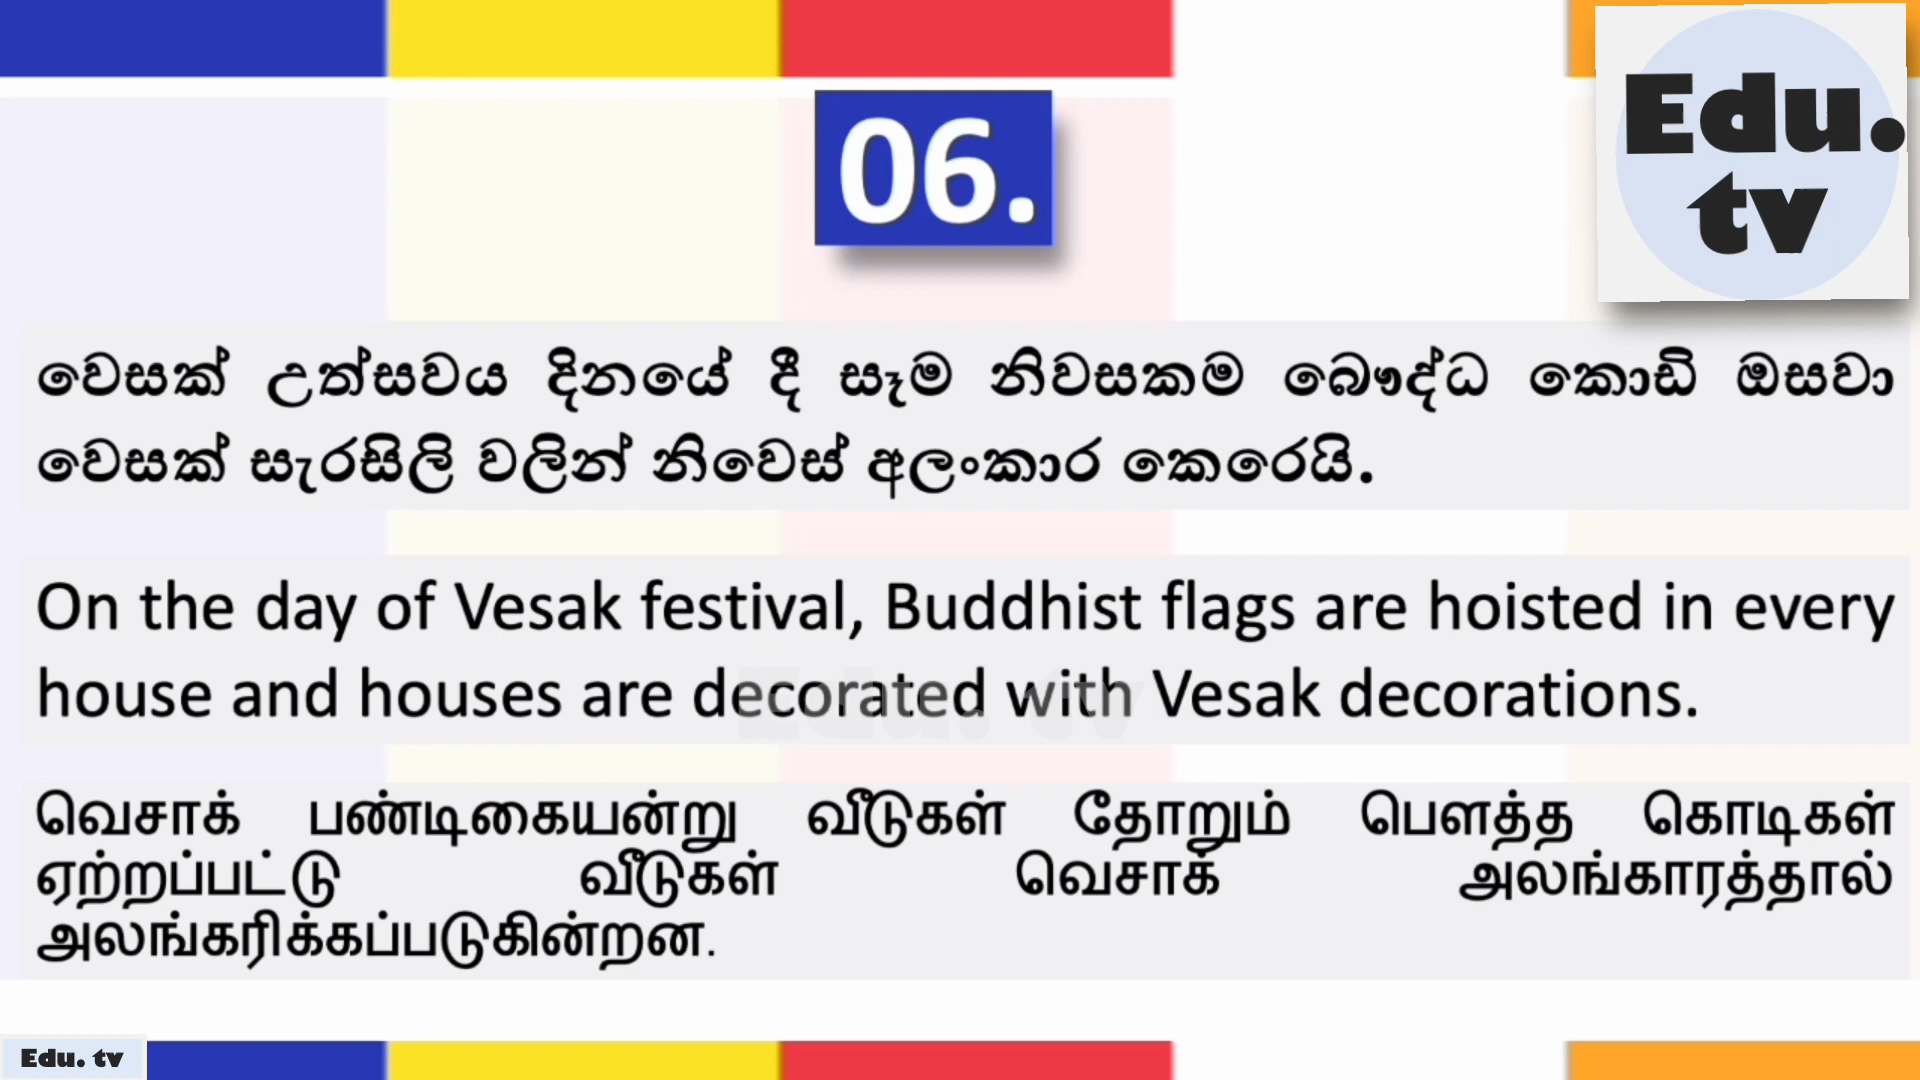 Edu.
tv
06.
වෙසක් උත්සවය දිනයේ දී සෑම නිවසකම බෞද්ධ කොඩි ඔසවා
වෙසක් සැරසිලි වලින් නිවෙස් අලංකාර කෙරෙයි.
On the day of Vesak festival, Buddhist flags are hoisted in every
house and houses are decorated with Vesak decorations.
Edu. tv
வெசாக் பண்டிகையன்று வீடுகள் தோறும் பௌத்த கொடிகள்
ஏற்றப்பட்டு வீடுகள் வெசாக் அலங்காரத்தால்
அலங்கரிக்கப்படுகின்றன.
Edu. tv